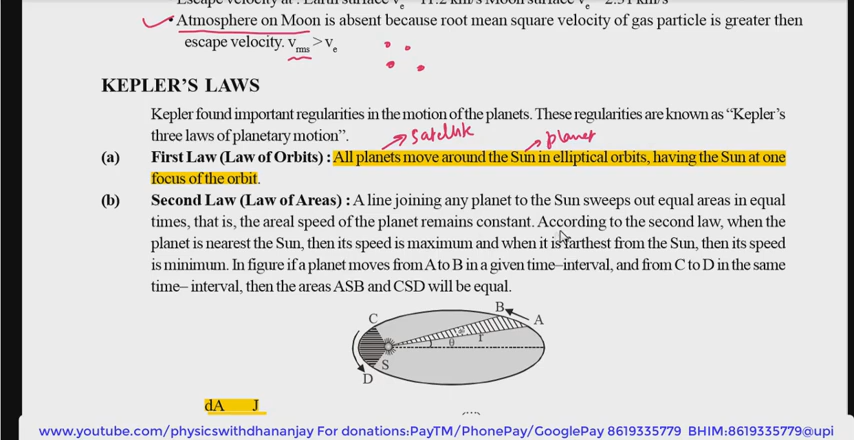 Atmosphere on Moon is absent because root mean square velocity of gas particle is greater then
escape velocity. vrms > ve
KEPLER'S LAWS
Kepler found important regularities in the motion of the planets. These regularities are known as “Kepler's
three laws of planetary motion”.
satellite planet
(a) First Law (Law of Orbits) : All planets move around the Sun in elliptical orbits, having the Sun at one
focus of the orbit.
(b) Second Law (Law of Areas) : A line joining any planet to the Sun sweeps out equal areas in equal
times, that is, the areal speed of the planet remains constant. According to the second law, when the
planet is nearest the Sun, then its speed is maximum and when it is farthest from the Sun, then its speed
is minimum. In figure if a planet moves from A to B in a given time–interval, and from C to D in the same
time– interval, then the areas ASB and CSD will be equal.
B
C A
θ r
S
D
dA J
www.youtube.com/physicswithdhananjay For donations:PayTM/PhonePay/GooglePay 8619335779 BHIM:8619335779@upi